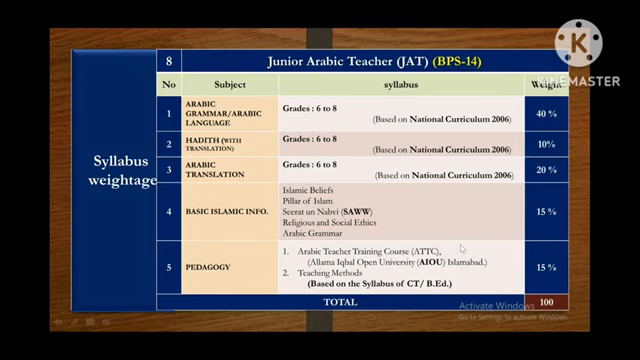 8 Junior Arabic Teacher (JAT) (BPS-14)
No Subject syllabus Weight
Syllabus
weightage
1 ARABIC
GRAMMAR/ARABIC
LANGUAGE
Grades : 6 to 8
(Based on National Curriculum 2006)
40 %
2 HADITH (WITH
TRANSLATION)
Grades : 6 to 8
(Based on National Curriculum 2006)
10%
3 ARABIC
TRANSLATION
Grades : 6 to 8
(Based on National Curriculum 2006)
20 %
4 BASIC ISLAMIC INFO.
Islamic Beliefs
Pillar of Islam
Seerat un Nabvi (SAWW)
Religious and Social Ethics
Arabic Grammar
15 %
5 PEDAGOGY
1. Arabic Teacher Training Course (ATTC),
(Allama Iqbal Open University (AIOU) Islamabad.)
2. Teaching Methods
(Based on the Syllabus of CT/ B.Ed.)
15 %
TOTAL 100
K
KINEMASTER
Activate Windows
Go to Settings to activate Windows.